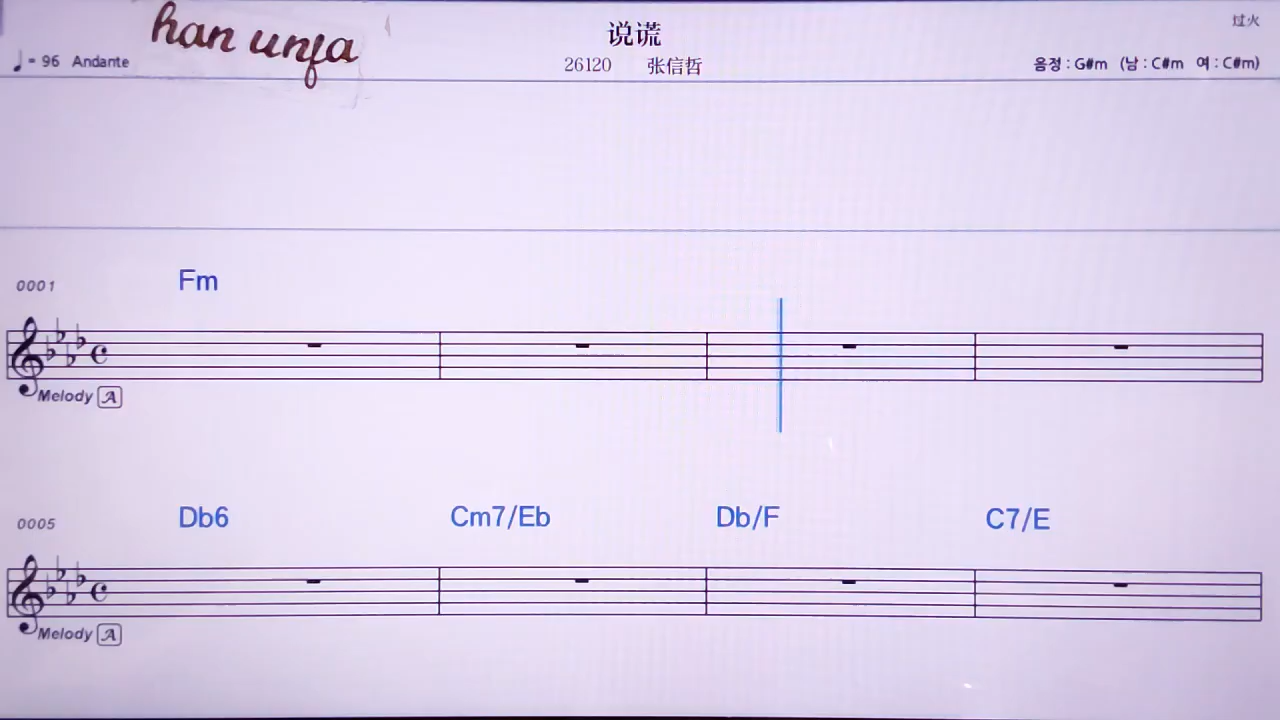 han unfa
说谎
过火
♩= 96 Andante
26120 张信哲
음정 : G#m (남 : C#m 여 : C#m)
0001
Fm
Melody A
0005
Db6 Cm7/Eb Db/F C7/E
Melody A